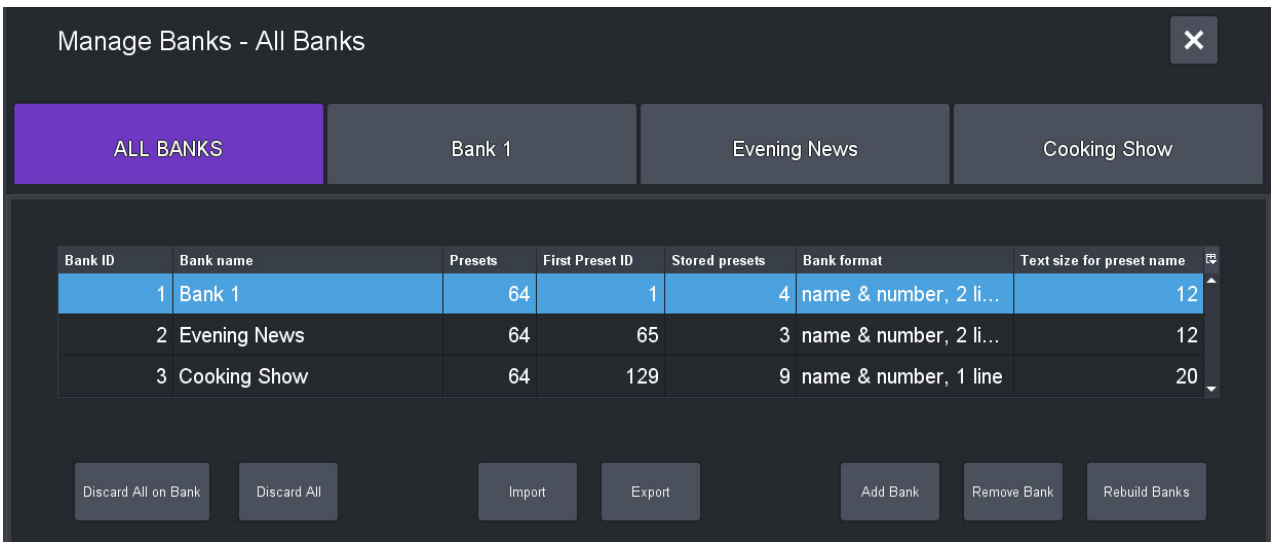 Manage Banks - All Banks
ALL BANKS Bank 1 Evening News Cooking Show
Bank ID Bank name Presets First Preset ID Stored presets Bank format Text size for preset name
1 Bank 1 64 1 4 name & number, 2 li... 12
2 Evening News 64 65 3 name & number, 2 li... 12
3 Cooking Show 64 129 9 name & number, 1 line 20
Discard All on Bank Discard All Import Export Add Bank Remove Bank Rebuild Banks